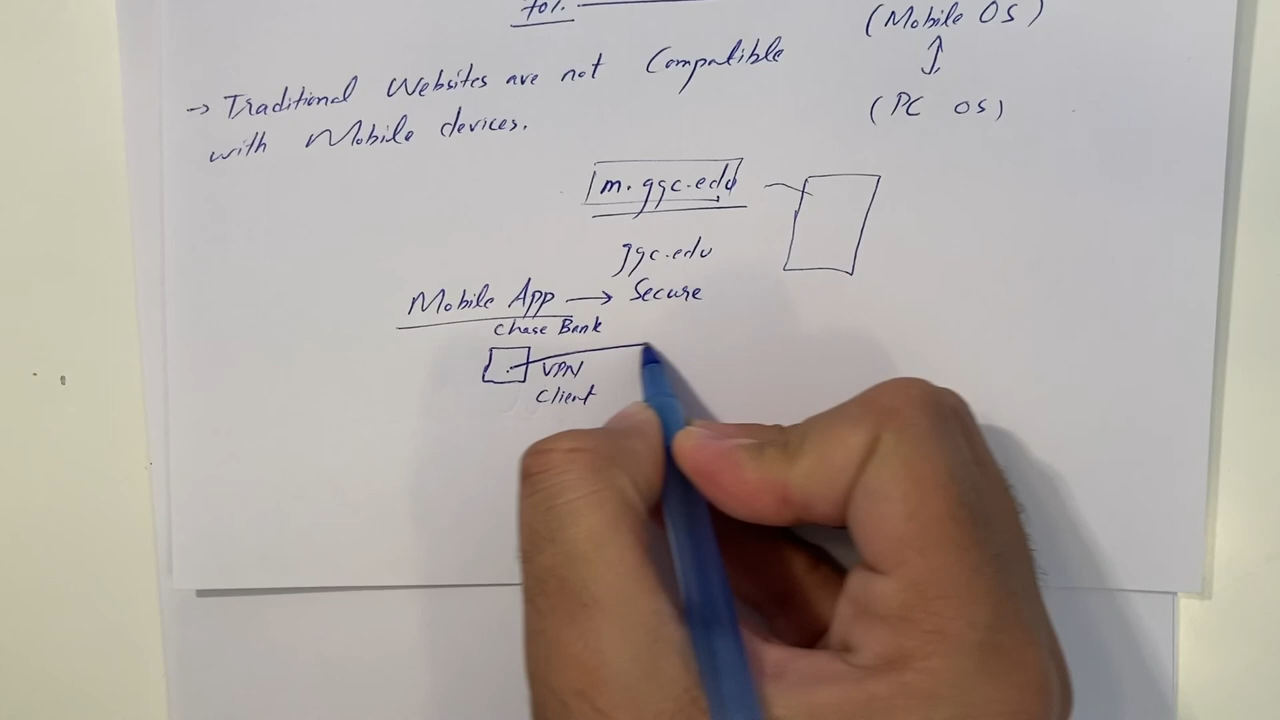 70%
(Mobile OS)
→ Traditional Websites are not Compatible
(PC OS)
with Mobile devices.
m.ggc.edu
ggc.edu
Mobile App → Secure
Chase Bank
VPN
Client